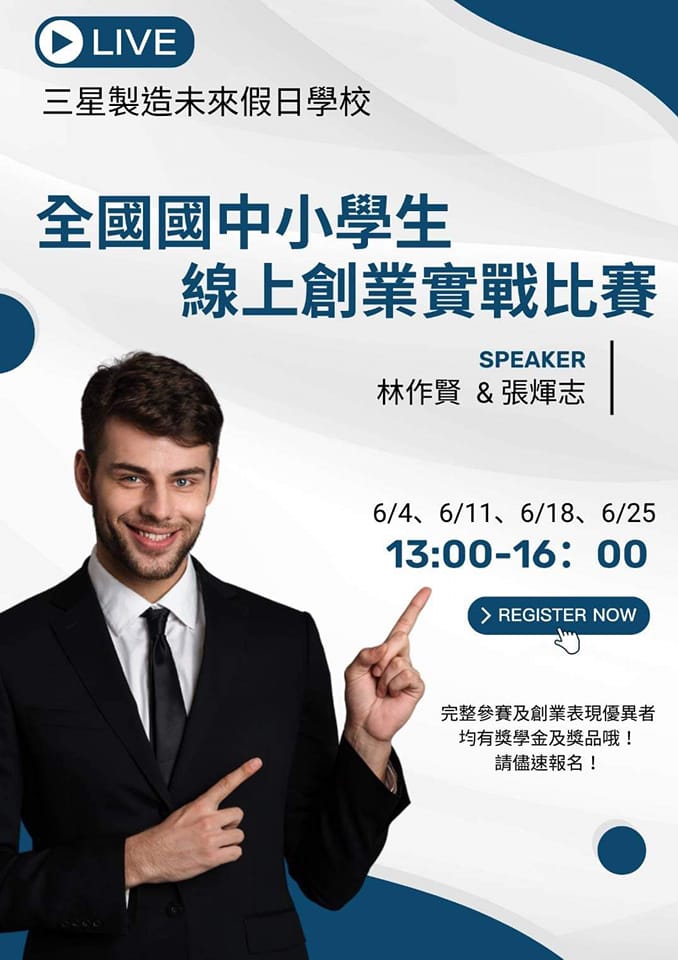 LIVE
三星製造未來假日學校
全國國中小學生
線上創業實戰比賽
SPEAKER
林作賢 & 張煇志
6/4、6/11、6/18、6/25
13:00-16：00
> REGISTER NOW
完整參賽及創業表現優異者
均有獎學金及獎品哦！
請儘速報名！